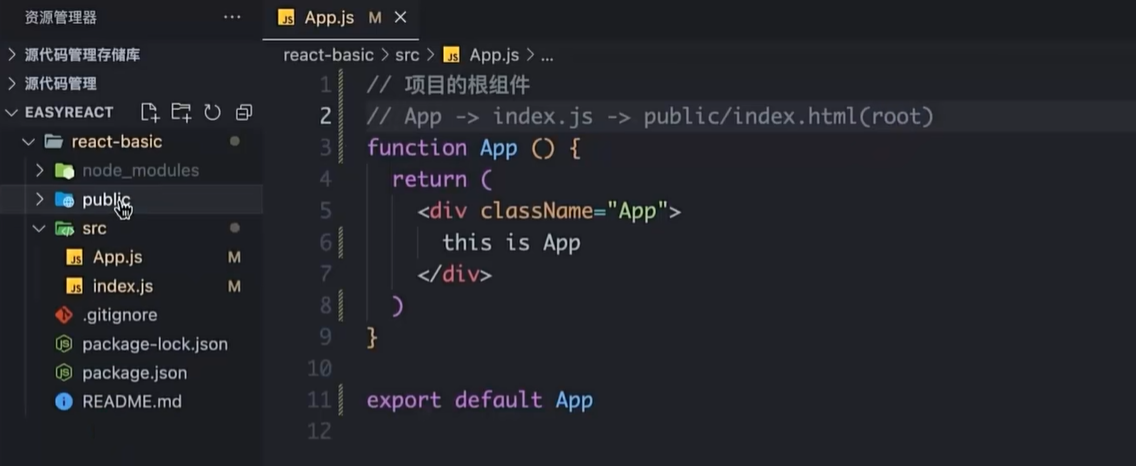 资源管理器 ...
源代码管理存储库
源代码管理
EASYREACT
react-basic
node_modules
public
src
App.js M
index.js M
.gitignore
package-lock.json
package.json
README.md
JS App.js M
react-basic > src > JS App.js > ...
1 // 项目的根组件
2 // App -> index.js -> public/index.html(root)
3 function App () {
4 return (
5 <div className="App">
6 this is App
7 </div>
8 )
9 }
10
11 export default App
12